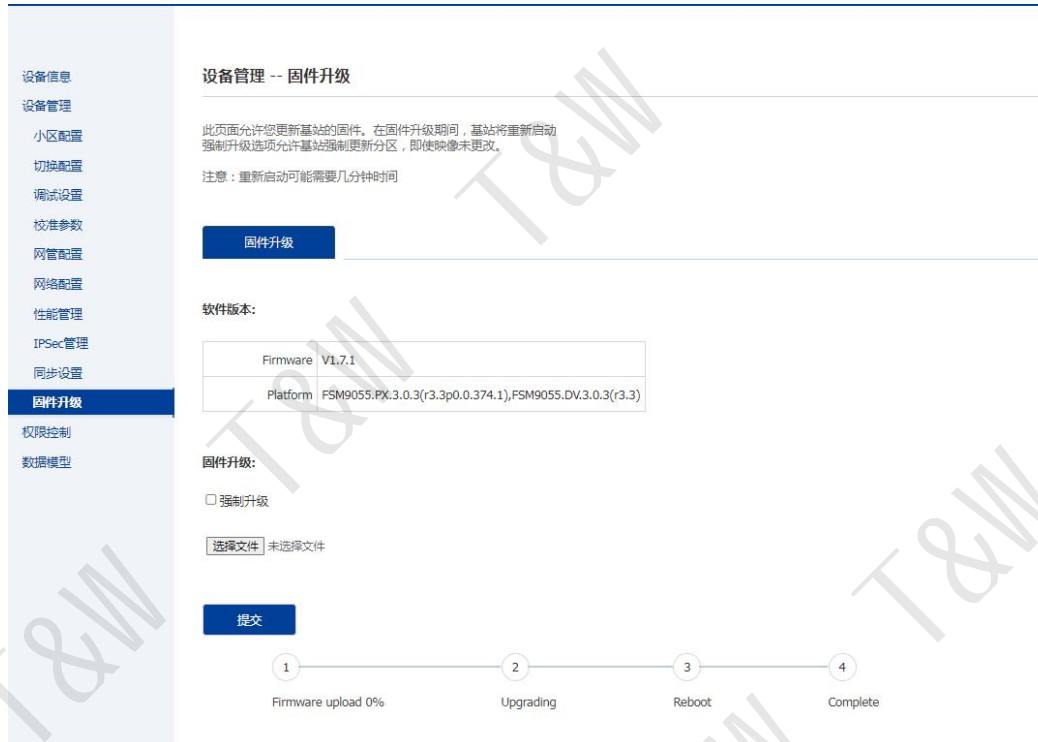 设备信息
设备管理
小区配置
切换配置
调试设置
校准参数
网管配置
网络配置
性能管理
IPSec管理
同步设置
固件升级
权限控制
数据模型
设备管理 -- 固件升级
此页面允许您更新基站的固件。在固件升级期间，基站将重新启动
强制升级选项允许基站强制更新分区，即使映像未更改。
注意：重新启动可能需要几分钟时间
固件升级
软件版本:
Firmware V1.7.1
Platform FSM9055.PX.3.0.3(r3.3p0.0.374.1),FSM9055.DV.3.0.3(r3.3)
固件升级:
强制升级
选择文件 未选择文件
提交
1 2 3 4
Firmware upload 0% Upgrading Reboot Complete
T&W
T&W
T&W
T&W
T&W